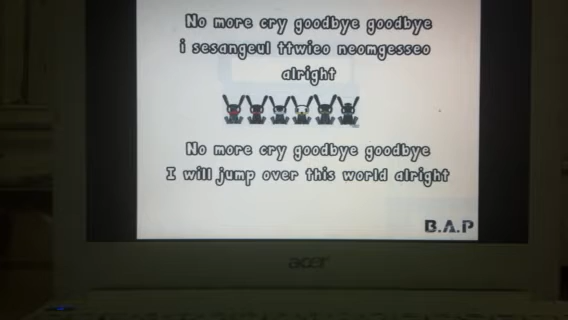 No more cry goodbye goodbye
i sesangeul ttwieo neomgesseo
alright
No more cry goodbye goodbye
I will jump over this world alright
B.A.P
acer